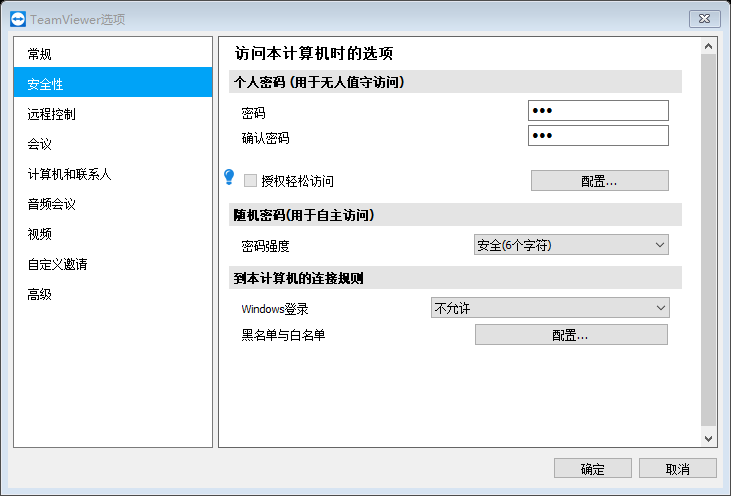 TeamViewer选项
常规
安全性
远程控制
会议
计算机和联系人
音频会议
视频
自定义邀请
高级
访问本计算机时的选项
个人密码 (用于无人值守访问)
密码 •••
确认密码 •••
授权轻松访问 配置...
随机密码(用于自主访问)
密码强度 安全(6个字符)
到本计算机的连接规则
Windows登录 不允许
黑名单与白名单 配置...
确定 取消